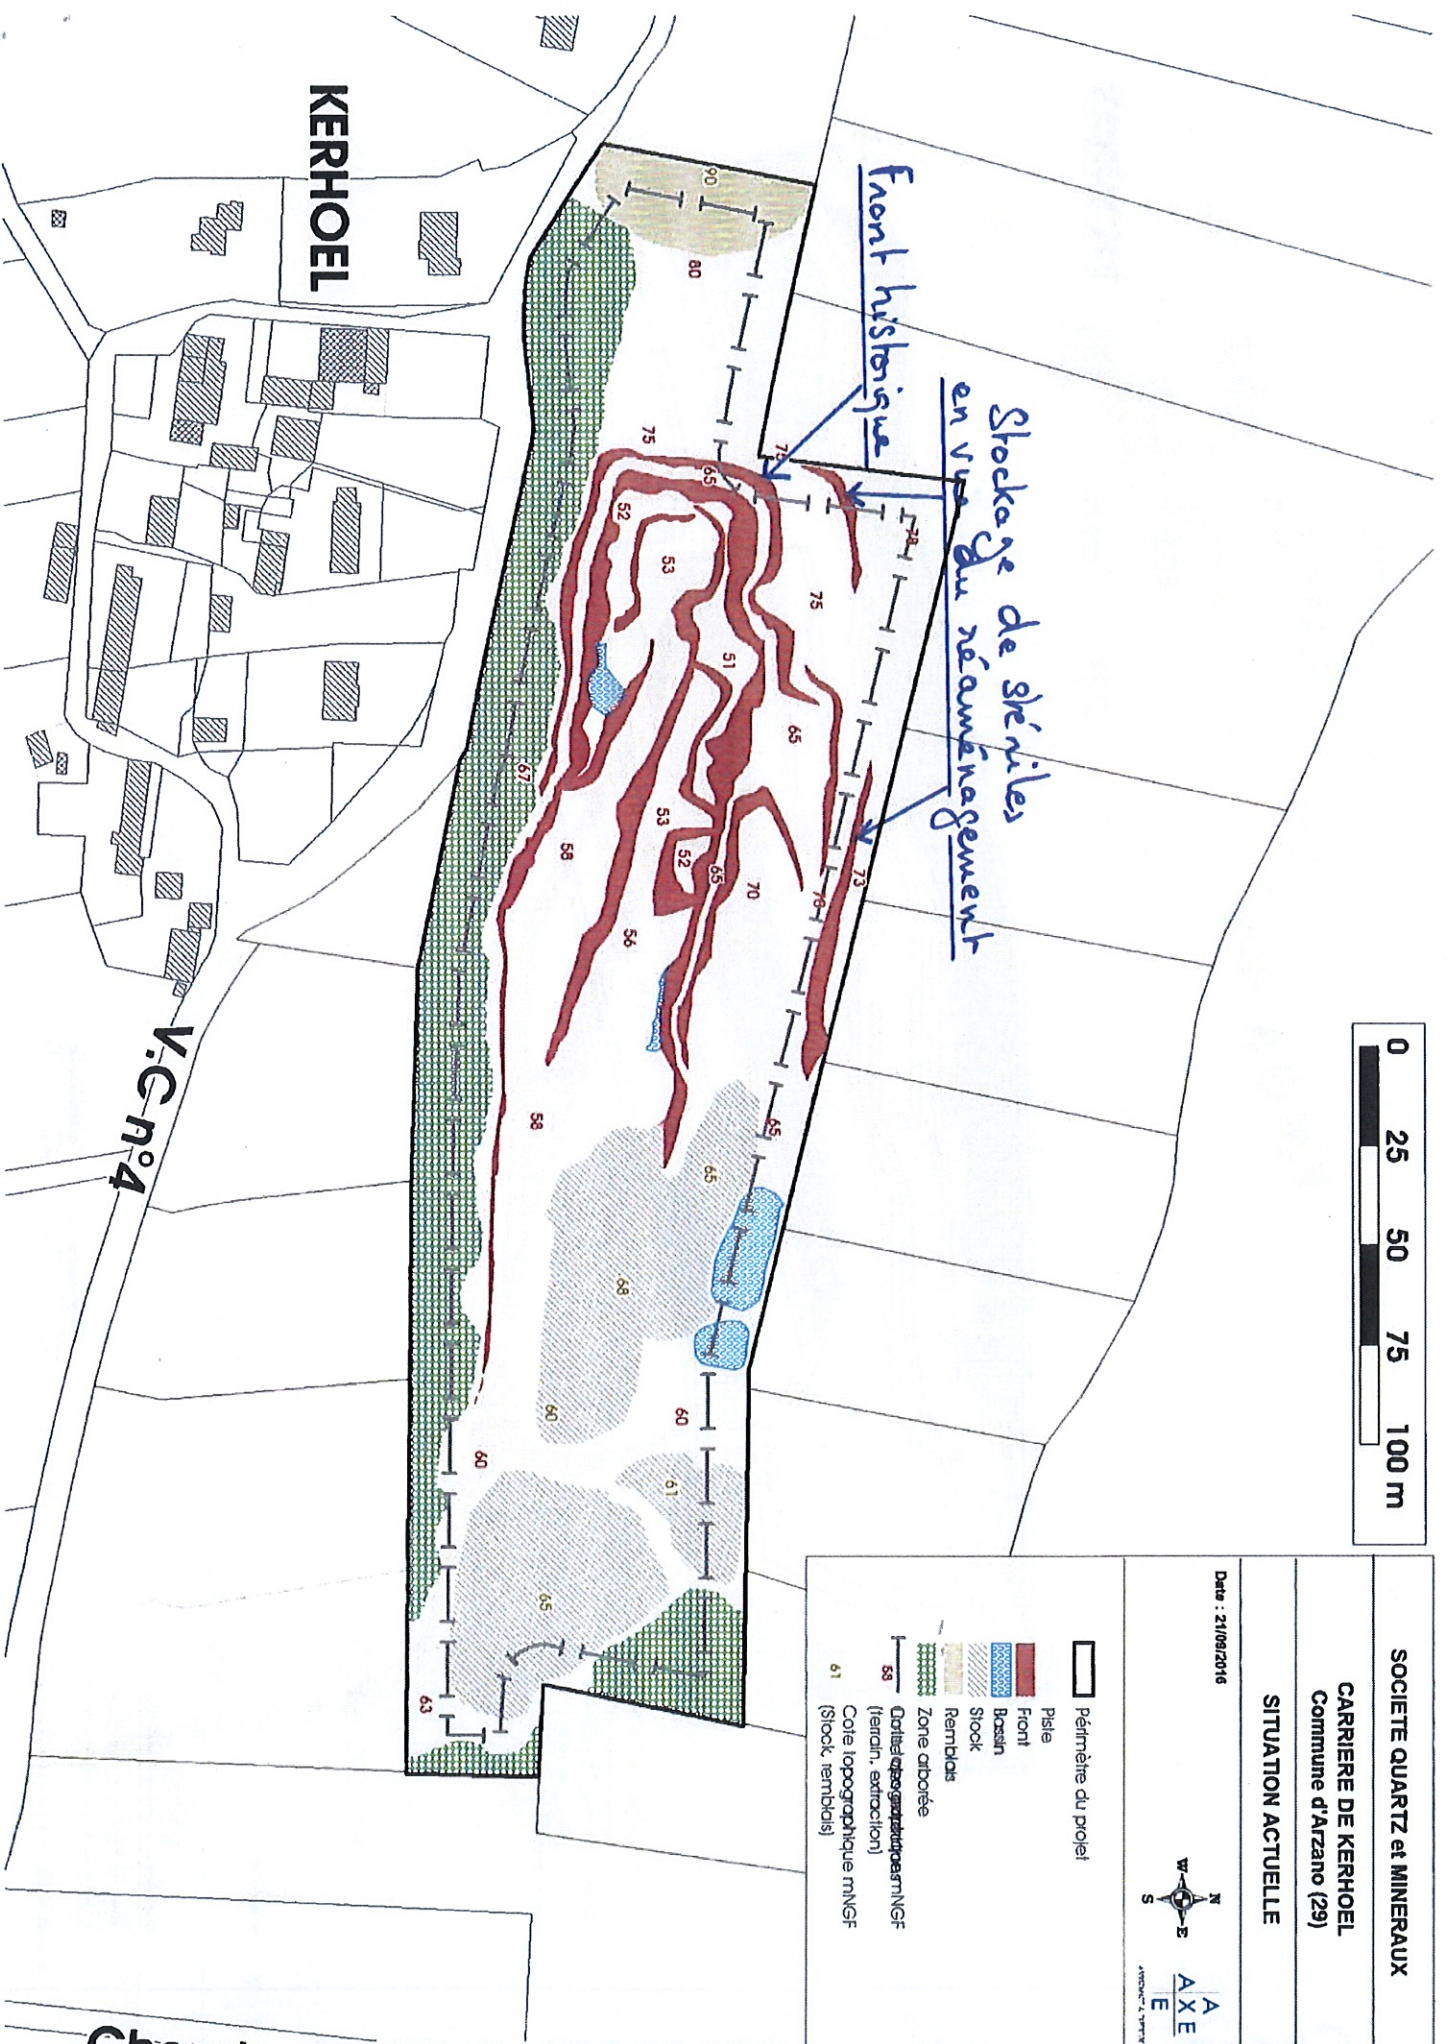 SOCIETE QUARTZ et MINERAUX
CARRIERE DE KERHOEL
Commune d'Arzano (29)
SITUATION ACTUELLE
Date : 21/09/2016
N
W
E
S
A
A X E
E
Périmètre du projet
Piste
Front
Bassin
Stock
Remblais
Zone arborée
58
mNGF
(terrain, extraction)
61
Cote topographique mNGF
(Stock, remblais)
0 25 50 75 100 m
Stockage de stériles
en vue du réaménagement
Front historique
KERHOEL
V.C n°4
90
80
75
75
78
65
52
53
75
51
65
67
58
53
52
65
70
73
70
56
58
65
65
68
60
60
60
61
65
63